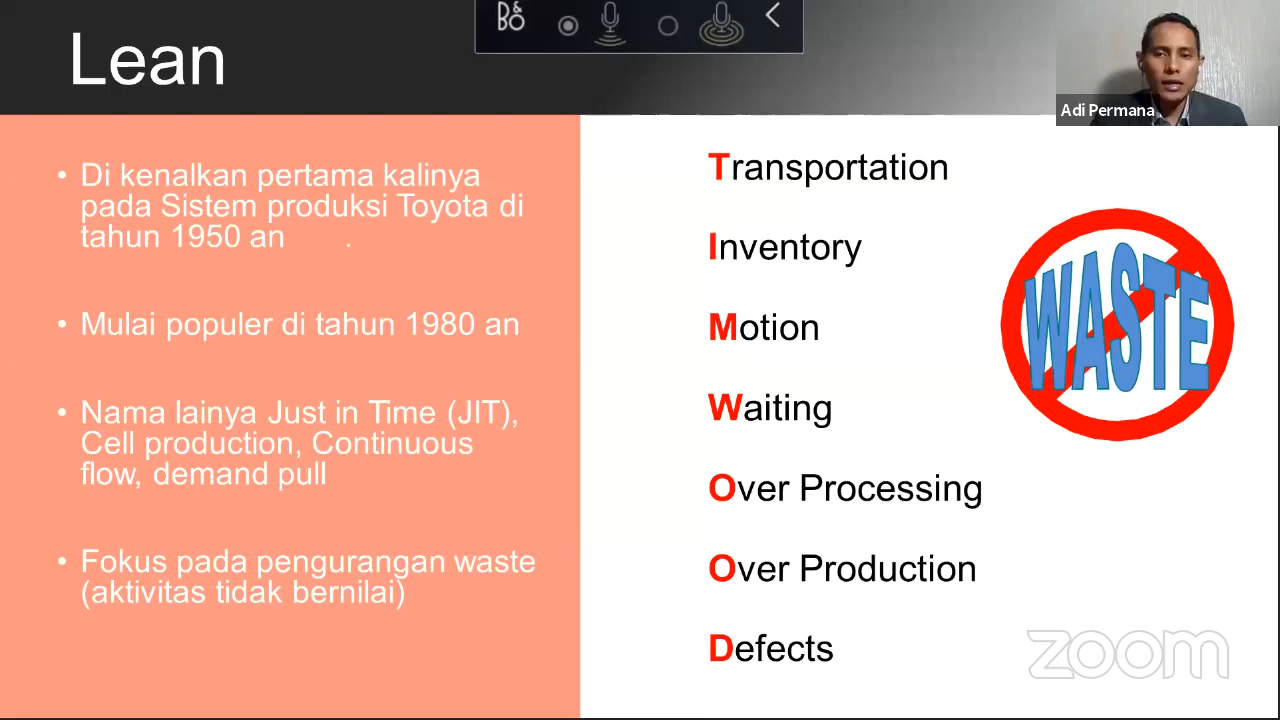 Lean
B&O
Adi Permana
• Di kenalkan pertama kalinya
pada Sistem produksi Toyota di
tahun 1950 an .
• Mulai populer di tahun 1980 an
• Nama lainya Just in Time (JIT),
Cell production, Continuous
flow, demand pull
• Fokus pada pengurangan waste
(aktivitas tidak bernilai)
Transportation
Inventory
Motion
Waiting
Over Processing
Over Production
Defects
WASTE
zoom